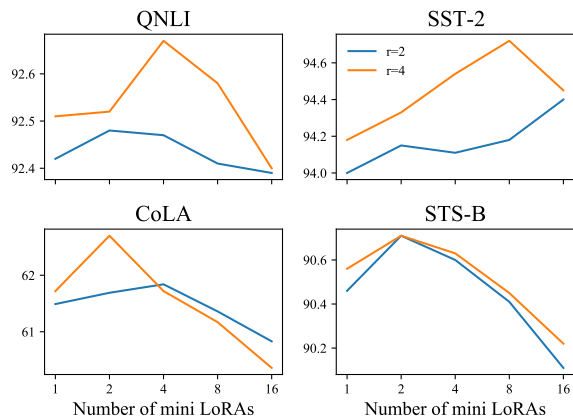 QNLI
92.6
92.5
92.4
SST-2
r=2
r=4
94.6
94.4
94.2
94.0
CoLA
62
61
1 2 4 8 16
Number of mini LoRAs
STS-B
90.6
90.4
90.2
1 2 4 8 16
Number of mini LoRAs